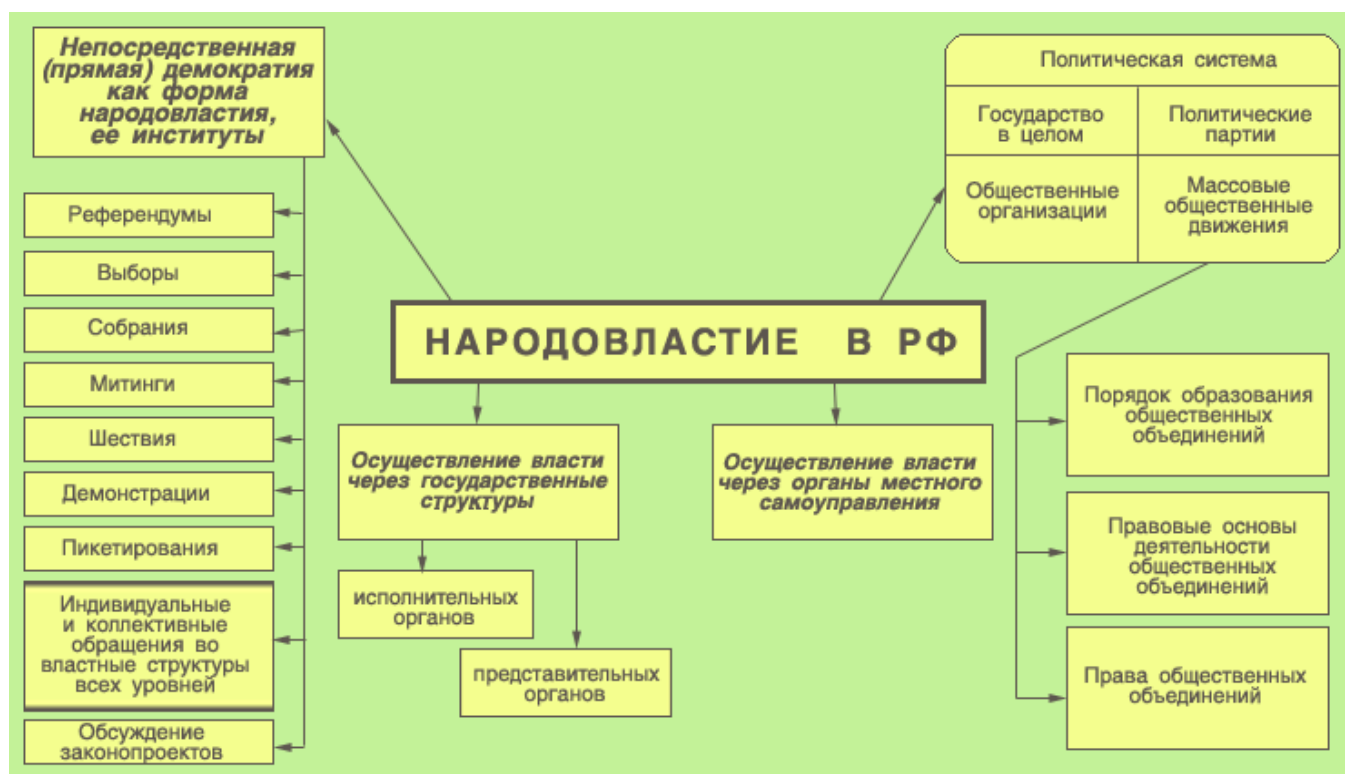 Непосредственная
(прямая) демократия
как форма
народовластия,
ее институты
Референдумы
Выборы
Собрания
Митинги
Шествия
Демонстрации
Пикетирования
Индивидуальные
и коллективные
обращения во
властные структуры
всех уровней
Обсуждение
законопроектов
НАРОДОВЛАСТИЕ В РФ
Осуществление власти
через государственные
структуры
исполнительных
органов
представительных
органов
Осуществление власти
через органы местного
самоуправления
Политическая система
Государство
в целом
Политические
партии
Общественные
организации
Массовые
общественные
движения
Порядок образования
общественных
объединений
Правовые основы
деятельности
общественных
объединений
Права общественных
объединений